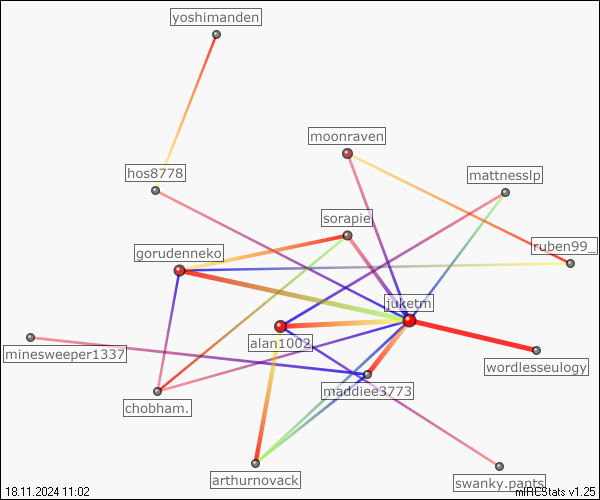 yoshimanden
moonraven
hos8778
mattnesslp
sorapie
ruben99_
gorudenneko
juketm
alan1002
minesweeper1337
wordlesseulogy
maddiee3773
chobham.
arthurnovack
swanky.pants
18.11.2024 11:02
mIRCStats v1.25